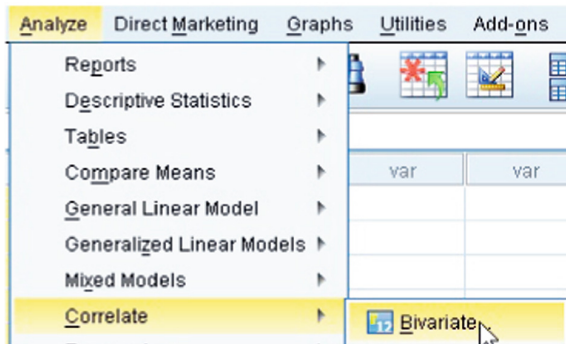 Analyze Direct Marketing Graphs Utilities Add-ons
Reports
Descriptive Statistics
Tables
Compare Means
var var
General Linear Model
Generalized Linear Models
Mixed Models
Correlate
Bivariate...